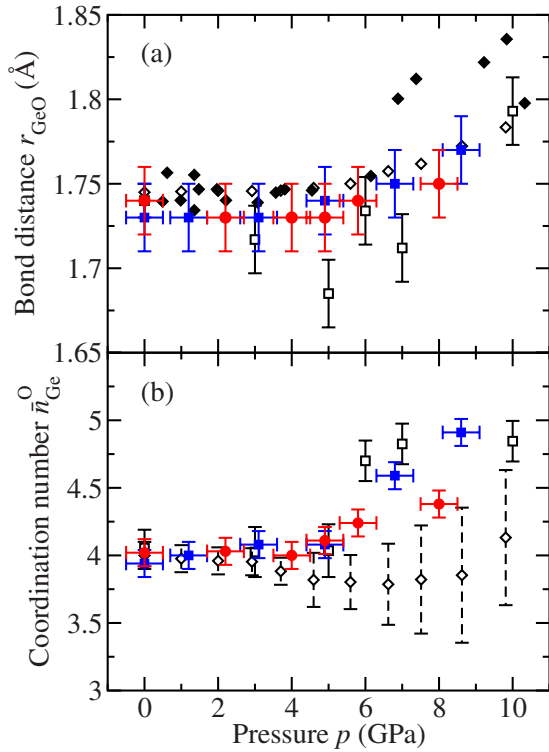 1.85
(a)
1.8
1.75
1.7
1.65
Bond distance r_GeO (Å)
(b)
5
4.5
4
3.5
3
Coordination number n̄_Ge^O
0 2 4 6 8 10
Pressure p (GPa)